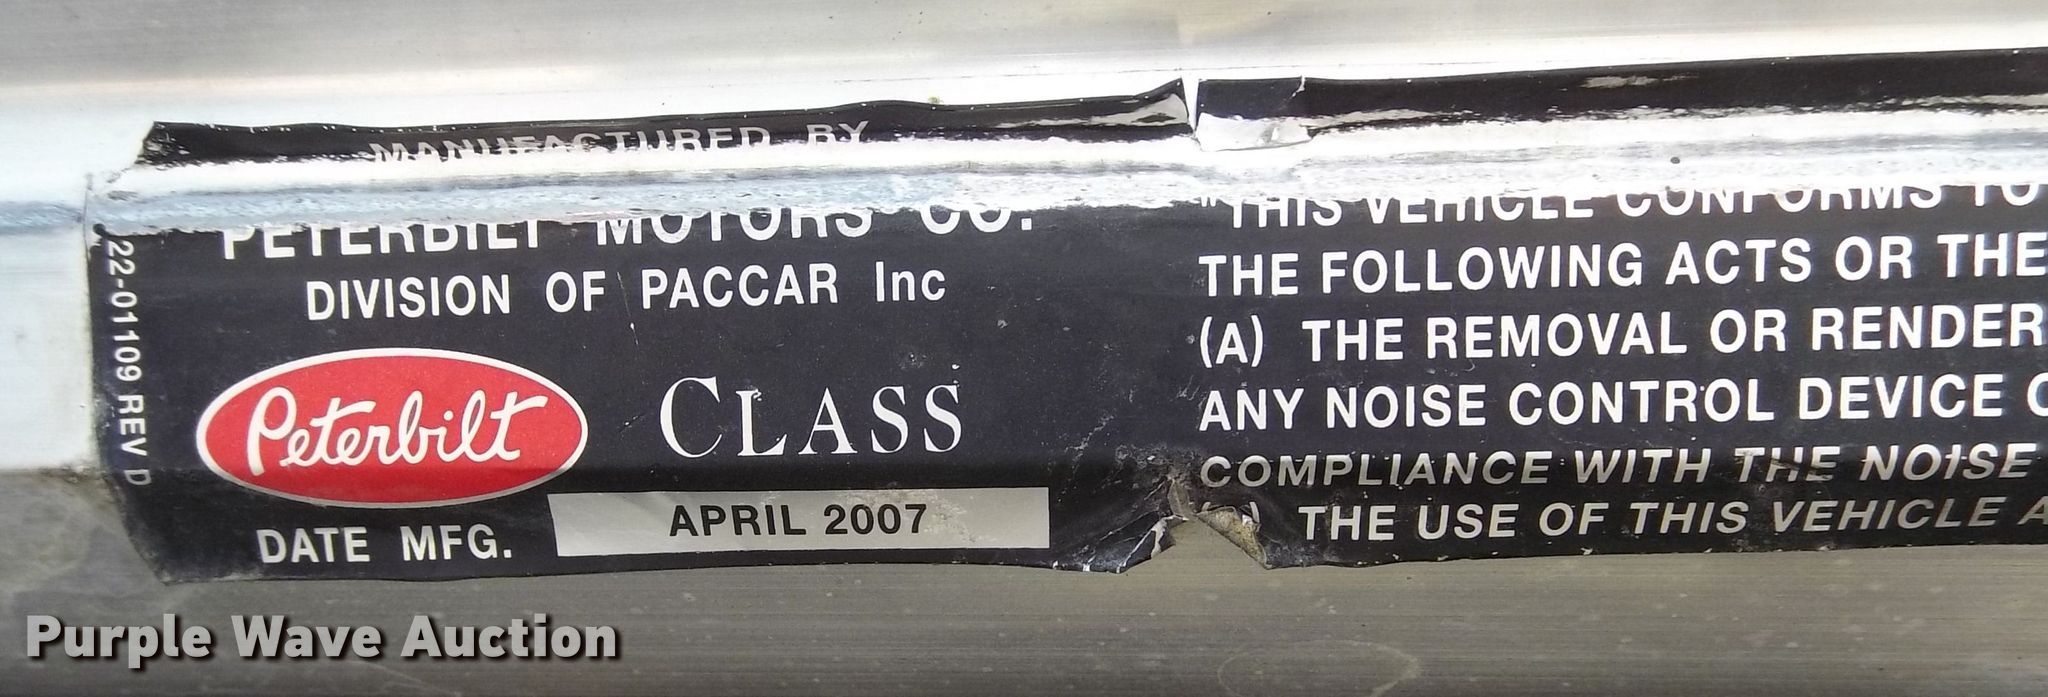 MANUFACTURED BY
PETERBILT MOTORS CO.
DIVISION OF PACCAR Inc
Peterbilt CLASS
DATE MFG. APRIL 2007
22-01109 REV D
"THIS VEHICLE CONFORMS TO
THE FOLLOWING ACTS OR THE
(A) THE REMOVAL OR RENDER
ANY NOISE CONTROL DEVICE
COMPLIANCE WITH THE NOISE
THE USE OF THIS VEHICLE
Purple Wave Auction